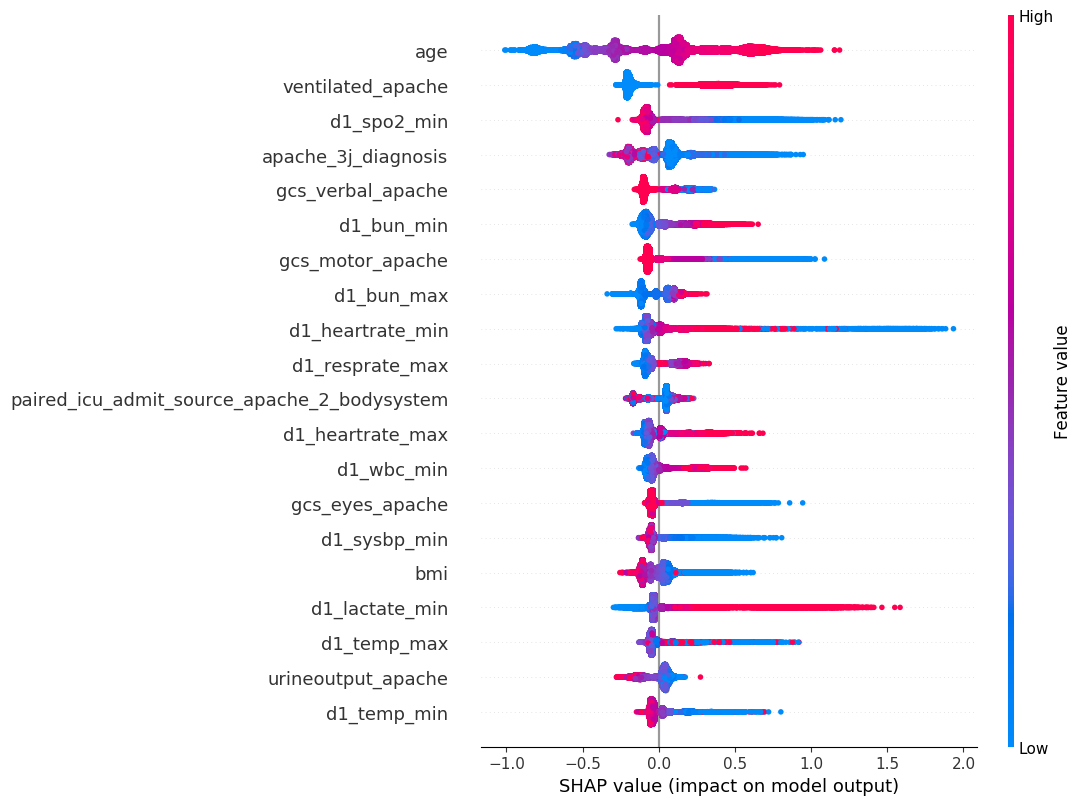 High
age
ventilated_apache
d1_spo2_min
apache_3j_diagnosis
gcs_verbal_apache
d1_bun_min
gcs_motor_apache
d1_bun_max
d1_heartrate_min
d1_resprate_max
paired_icu_admit_source_apache_2_bodysystem
d1_heartrate_max
d1_wbc_min
gcs_eyes_apache
d1_sysbp_min
bmi
d1_lactate_min
d1_temp_max
urineoutput_apache
d1_temp_min
Feature value
Low
−1.0 −0.5 0.0 0.5 1.0 1.5 2.0
SHAP value (impact on model output)